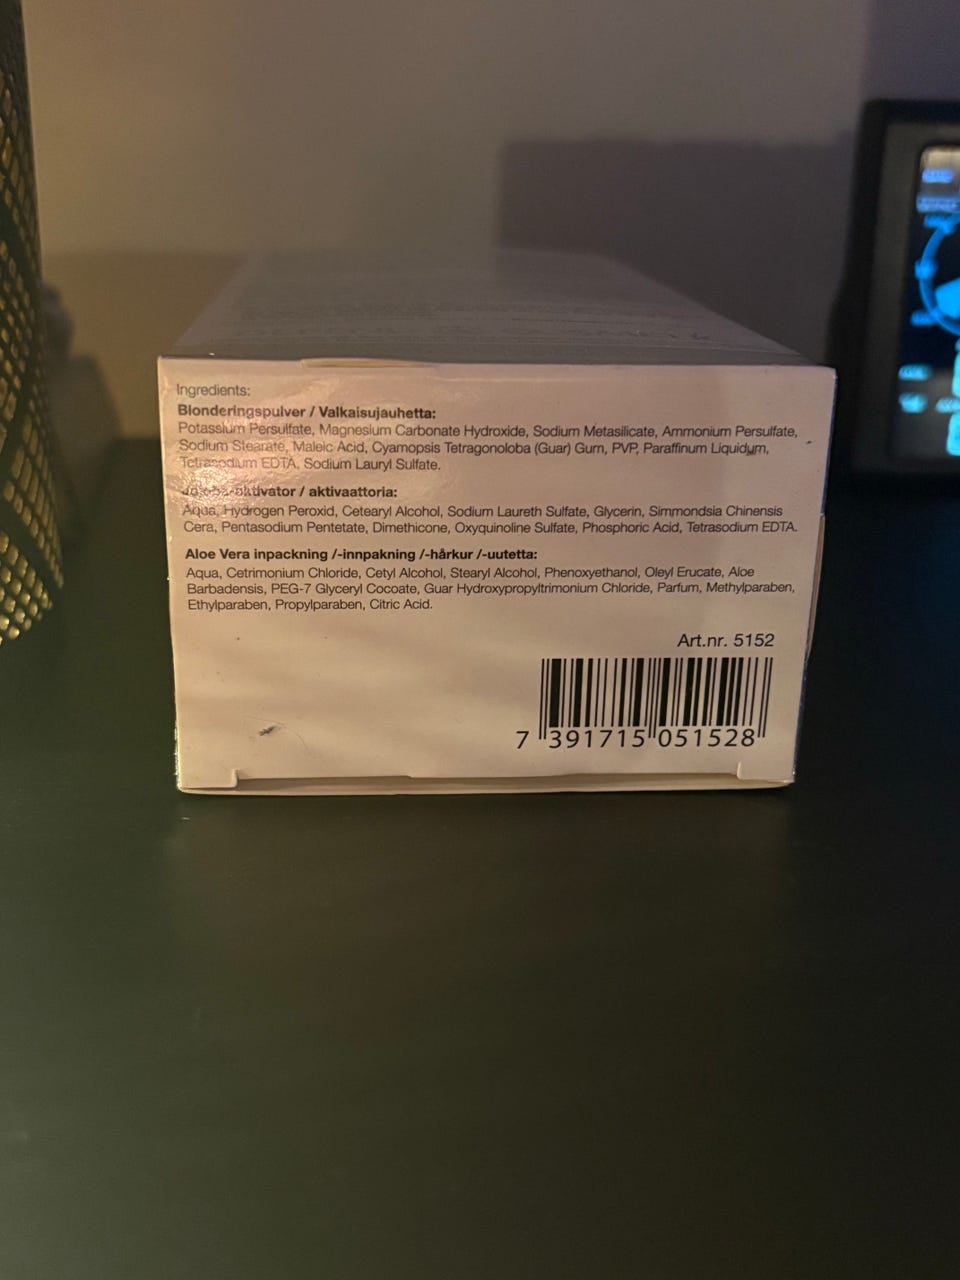 Ingredients:
Blonderingspulver / Valkaisujauhetta:
Potassium Persulfate, Magnesium Carbonate Hydroxide, Sodium Metasilicate, Ammonium Persulfate,
Sodium Stearate, Maleic Acid, Cyamopsis Tetragonoloba (Guar) Gum, PVP, Paraffinum Liquidum,
Tetrasodium EDTA, Sodium Lauryl Sulfate.
Jojoba-aktivator / aktivaattoria:
Aqua, Hydrogen Peroxid, Cetearyl Alcohol, Sodium Laureth Sulfate, Glycerin, Simmondsia Chinensis
Cera, Pentasodium Pentetate, Dimethicone, Oxyquinoline Sulfate, Phosphoric Acid, Tetrasodium EDTA.
Aloe Vera inpackning /-innpakning /-hårkur /-uutetta:
Aqua, Cetrimonium Chloride, Cetyl Alcohol, Stearyl Alcohol, Phenoxyethanol, Oleyl Erucate, Aloe
Barbadensis, PEG-7 Glyceryl Cocoate, Guar Hydroxypropyltrimonium Chloride, Parfum, Methylparaben,
Ethylparaben, Propylparaben, Citric Acid.
Art.nr. 5152
7 391715 051528